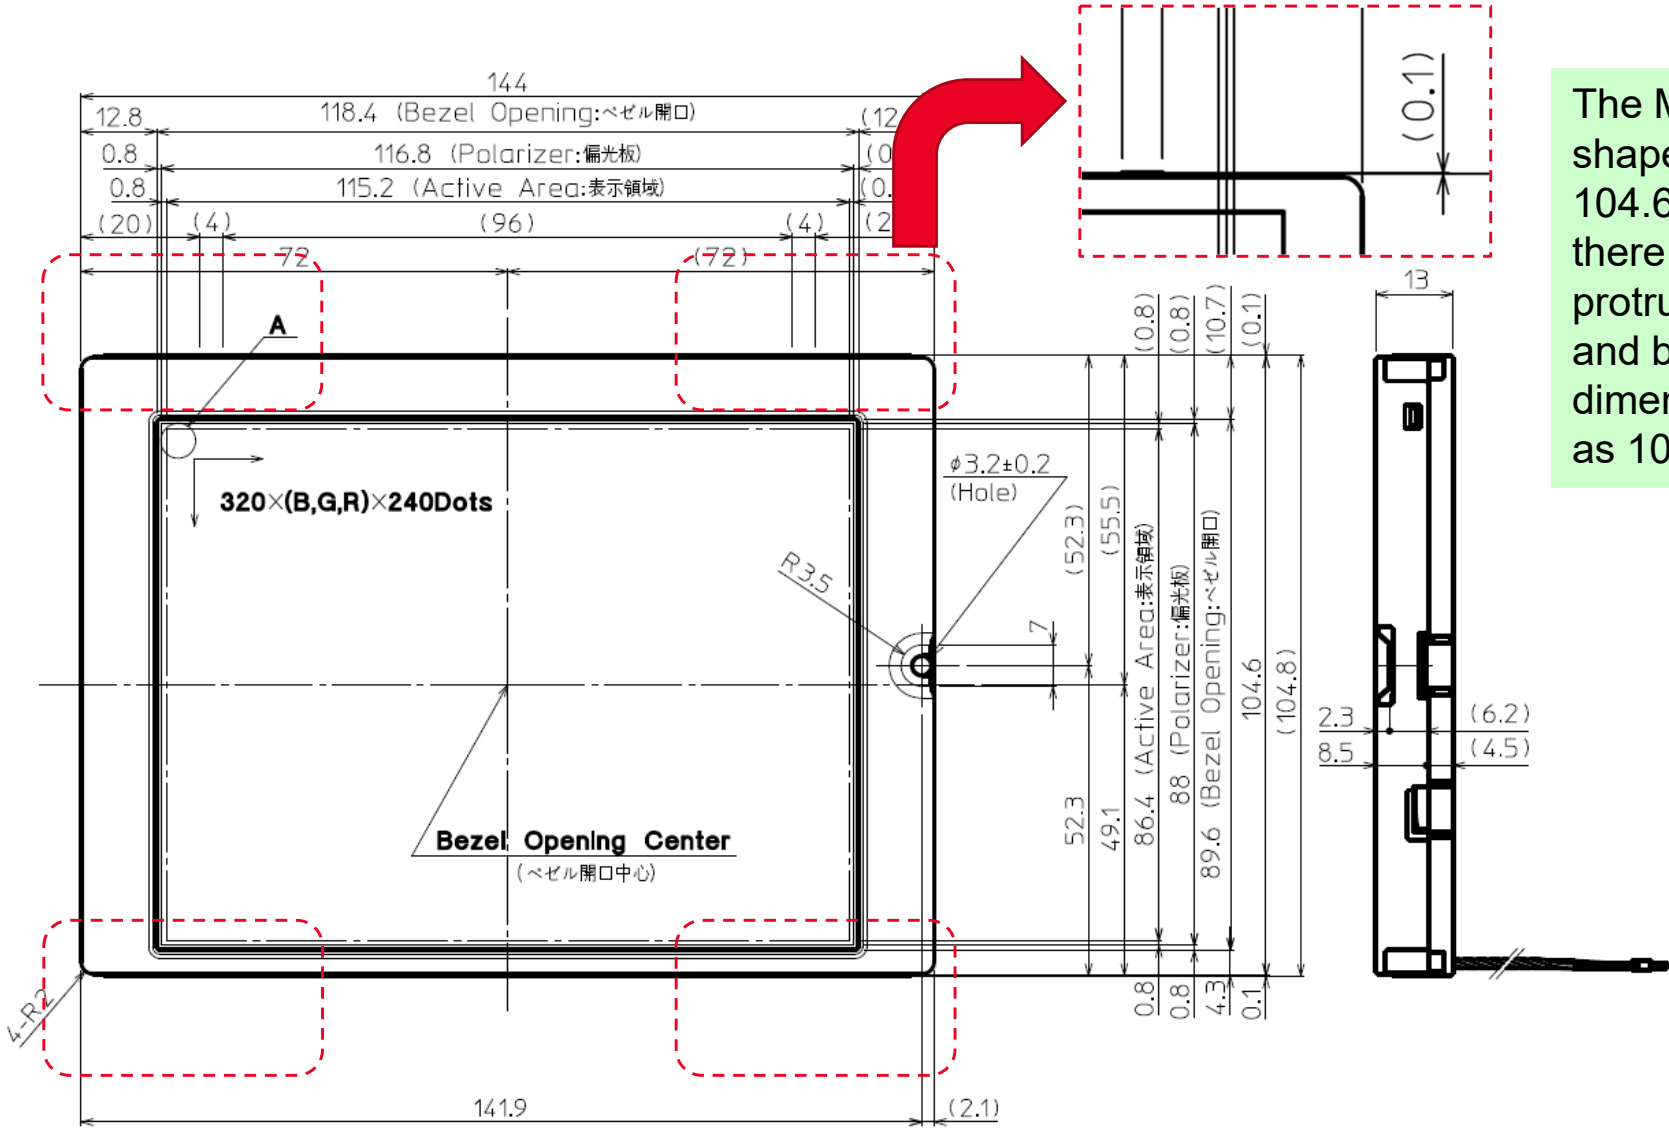 144
118.4 (Bezel Opening:ベゼル開口)
12.8
(12
116.8 (Polarizer:偏光板)
0.8
(0
115.2 (Active Area:表示領域)
0.8
(0.
(20)
(4)
(96)
(4)
(2
72
(72)
(0.1)
The M
shape
104.6
there
protru
and b
dimen
as 10
A
320×(B,G,R)×240Dots
(0.8)
(0.8)
(10.7)
(0.1)
13
φ3.2±0.2
(Hole)
R3.5
7
(52.3)
(55.5)
86.4 (Active Area:表示領域)
88 (Polarizer:偏光板)
89.6 (Bezel Opening:ベゼル開口)
104.6
(104.8)
52.3
49.1
2.3
(6.2)
8.5
(4.5)
Bezel Opening Center
(ベゼル開口中心)
4-R2
0.8
0.8
4.3
0.1
141.9
(2.1)